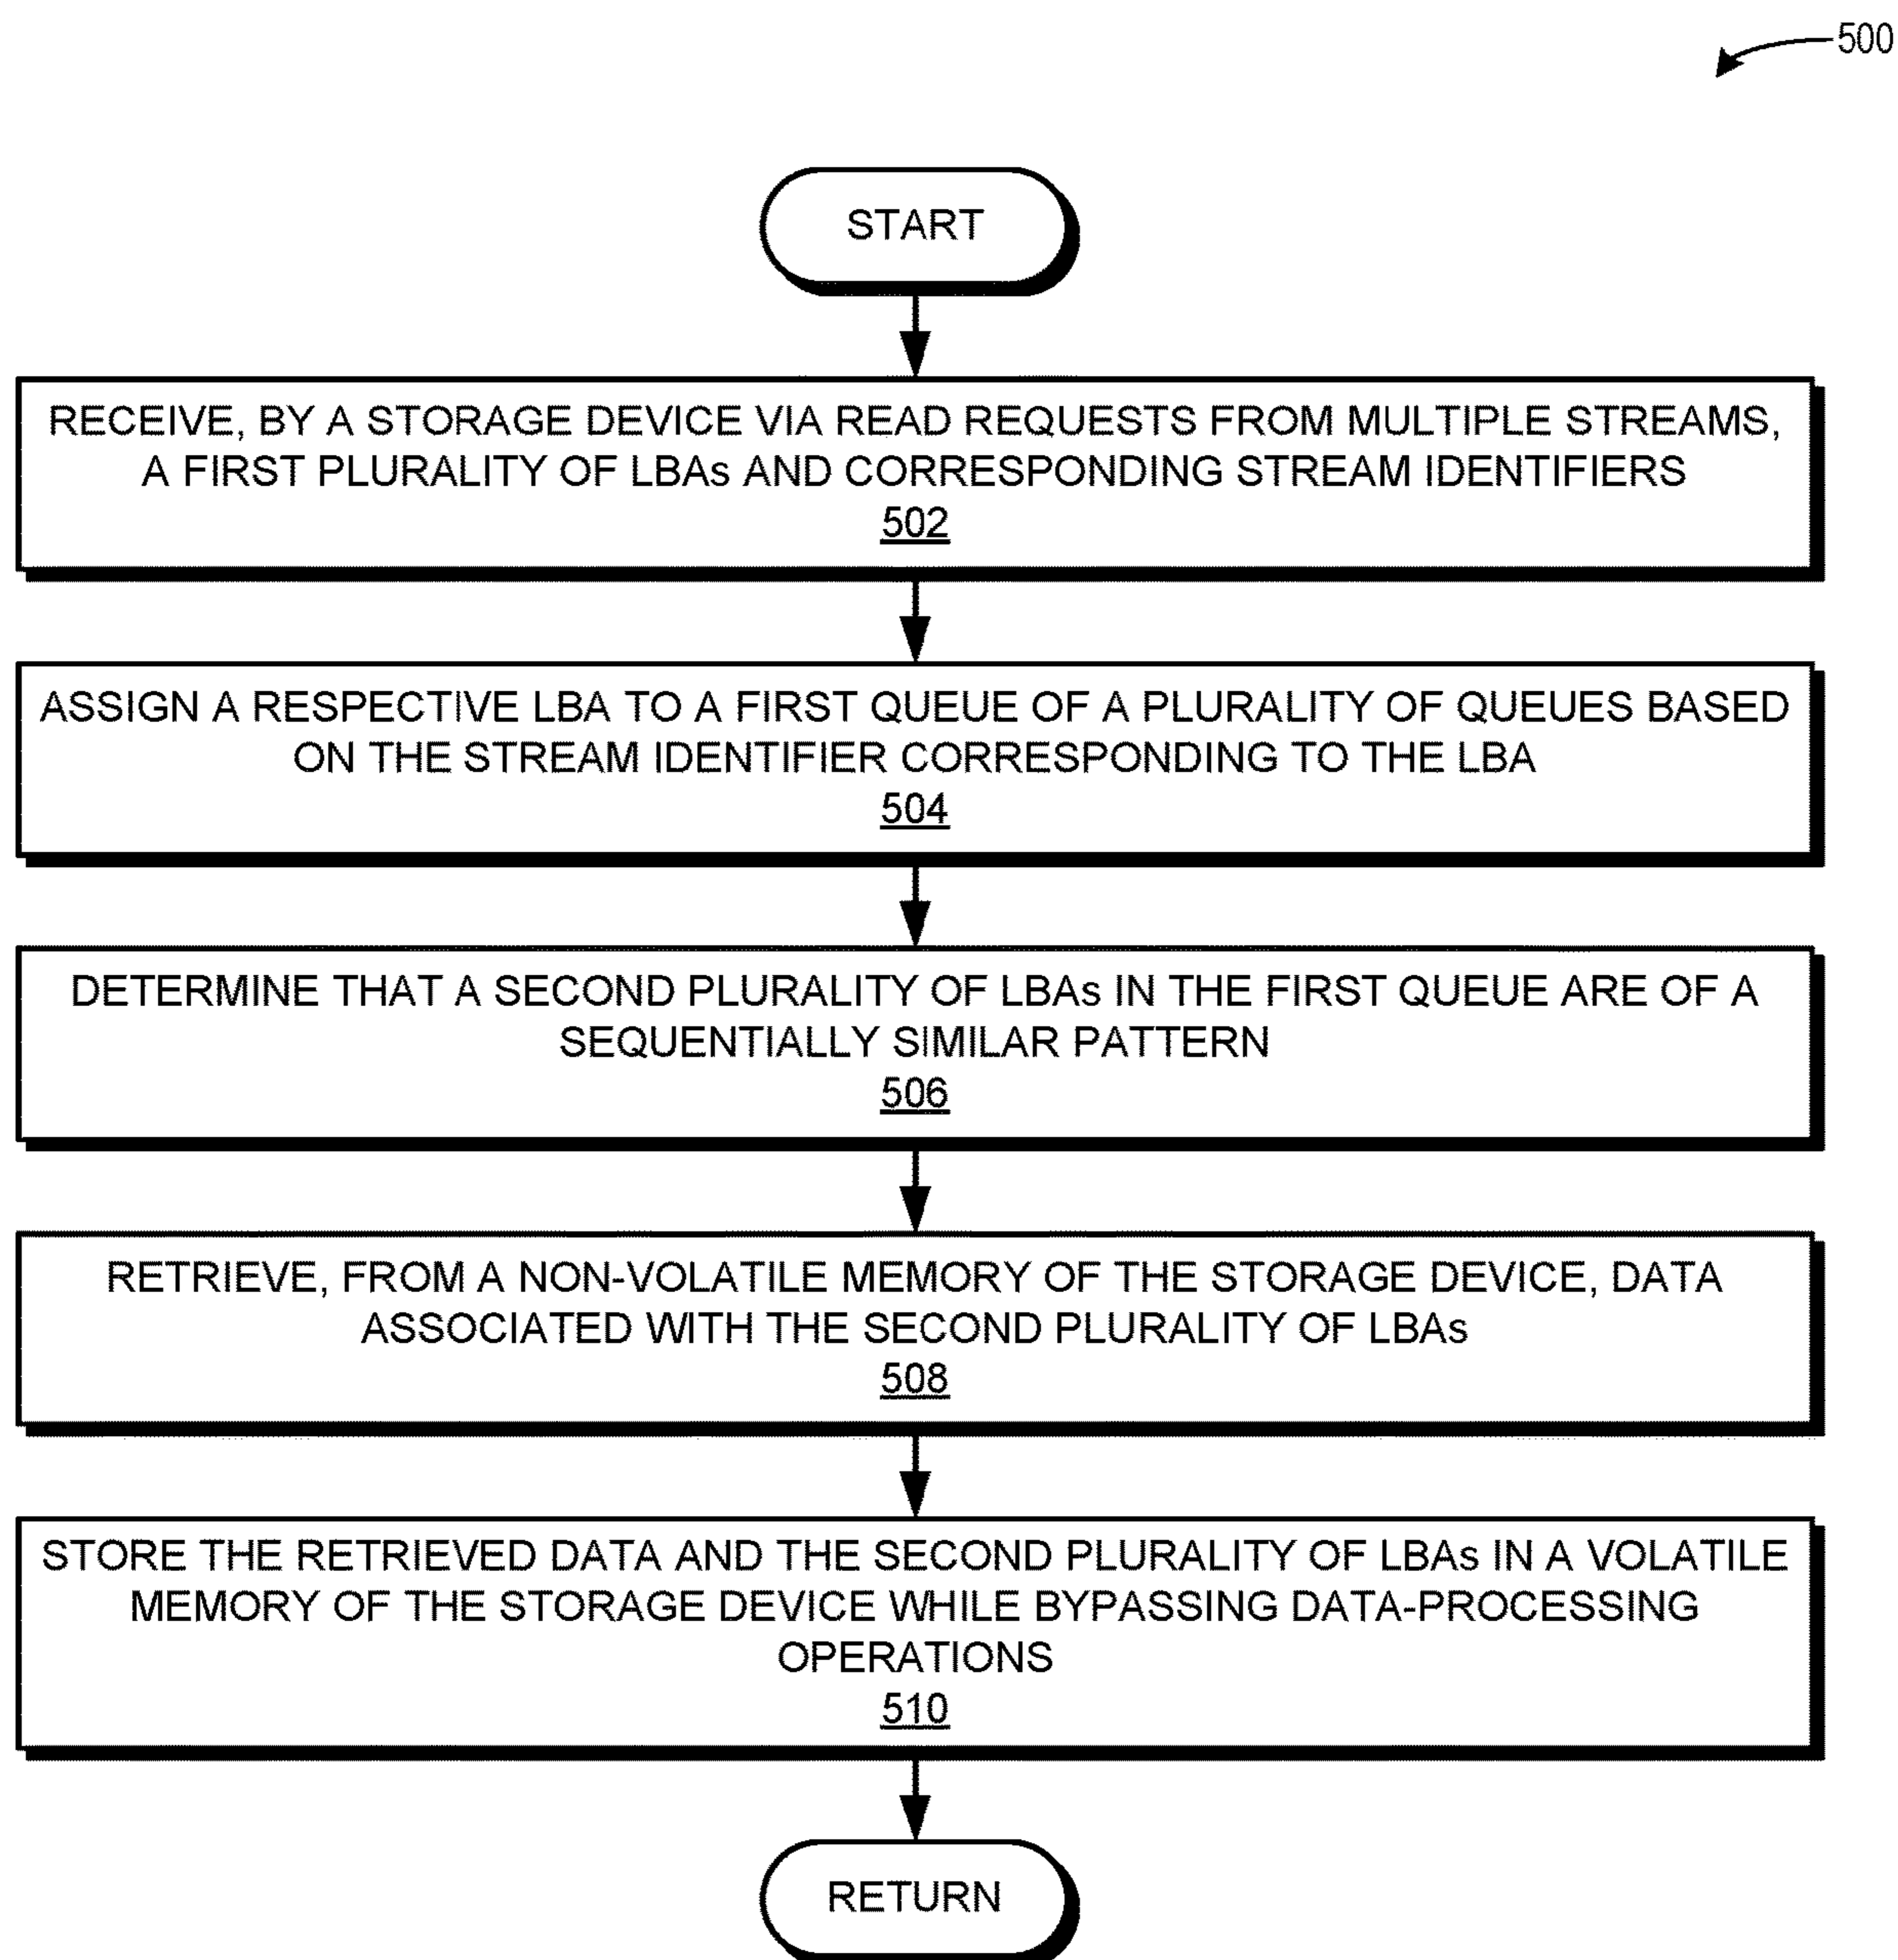 500
START
RECEIVE, BY A STORAGE DEVICE VIA READ REQUESTS FROM MULTIPLE STREAMS,
A FIRST PLURALITY OF LBAs AND CORRESPONDING STREAM IDENTIFIERS
502
ASSIGN A RESPECTIVE LBA TO A FIRST QUEUE OF A PLURALITY OF QUEUES BASED
ON THE STREAM IDENTIFIER CORRESPONDING TO THE LBA
504
DETERMINE THAT A SECOND PLURALITY OF LBAs IN THE FIRST QUEUE ARE OF A
SEQUENTIALLY SIMILAR PATTERN
506
RETRIEVE, FROM A NON-VOLATILE MEMORY OF THE STORAGE DEVICE, DATA
ASSOCIATED WITH THE SECOND PLURALITY OF LBAs
508
STORE THE RETRIEVED DATA AND THE SECOND PLURALITY OF LBAs IN A VOLATILE
MEMORY OF THE STORAGE DEVICE WHILE BYPASSING DATA-PROCESSING
OPERATIONS
510
RETURN